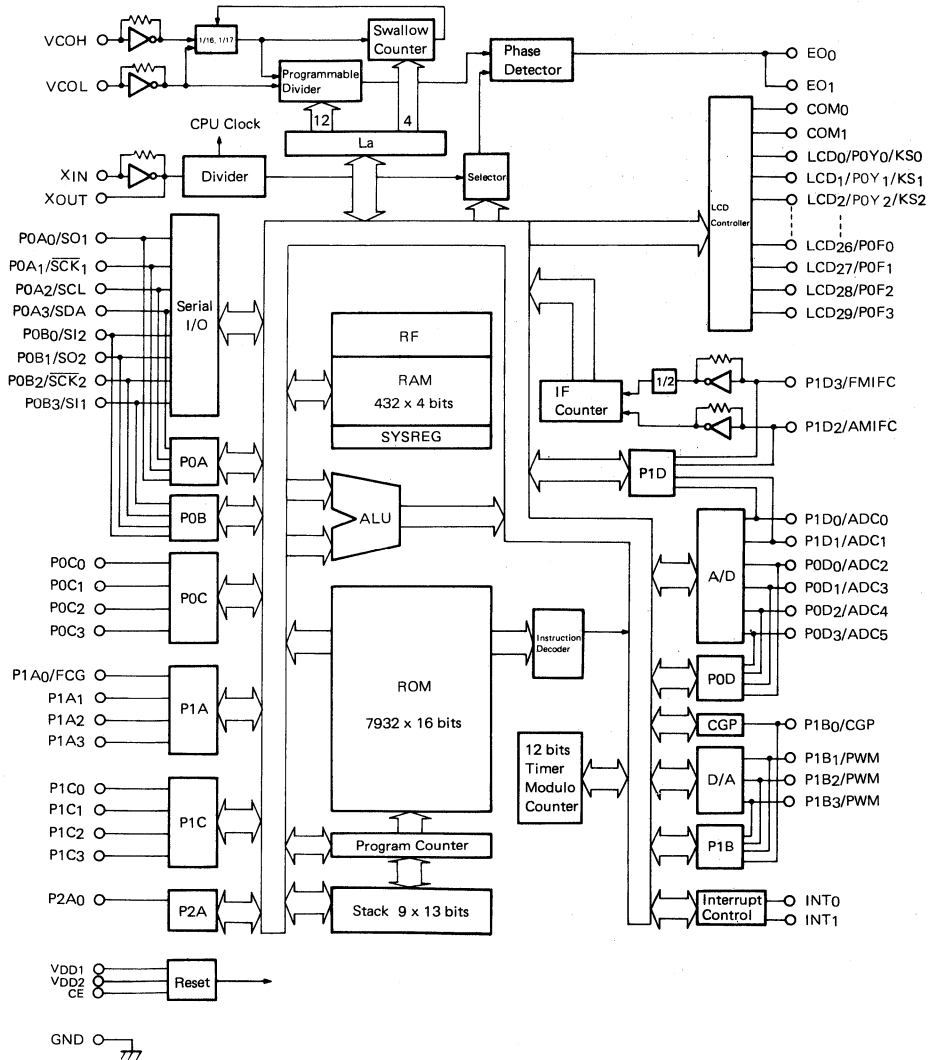 VCOH
1/16, 1/17
Swallow
Counter
Phase
Detector
EO0
VCOL
Programmable
Divider
EO1
12
4
CPU Clock
La
COM0
COM1
XIN
Divider
Selector
LCD0/P0Y0/KS0
XOUT
LCD1/P0Y1/KS1
LCD2/P0Y2/KS2
LCD
Controller
LCD26/P0F0
LCD27/P0F1
LCD28/P0F2
LCD29/P0F3
P0A0/SO1
P0A1/SCK1
P0A2/SCL
P0A3/SDA
P0B0/SI2
P0B1/SO2
P0B2/SCK2
P0B3/SI1
Serial
I/O
RF
RAM
432 x 4 bits
SYSREG
IF
Counter
1/2
P1D3/FMIFC
P1D2/AMIFC
P0A
P1D
P0B
ALU
P1D0/ADC0
P1D1/ADC1
P0D0/ADC2
P0D1/ADC3
P0D2/ADC4
P0D3/ADC5
A/D
P0C0
P0C1
P0C2
P0C3
P0C
Instruction
Decoder
P0D
ROM
7932 x 16 bits
P1A0/FCG
P1A1
P1A2
P1A3
P1A
CGP
P1B0/CGP
12 bits
Timer
Modulo
Counter
D/A
P1B1/PWM
P1B2/PWM
P1B3/PWM
P1C0
P1C1
P1C2
P1C3
P1C
Program Counter
P1B
P2A0
P2A
Stack 9 x 13 bits
Interrupt
Control
INT0
INT1
VDD1
VDD2
CE
Reset
GND